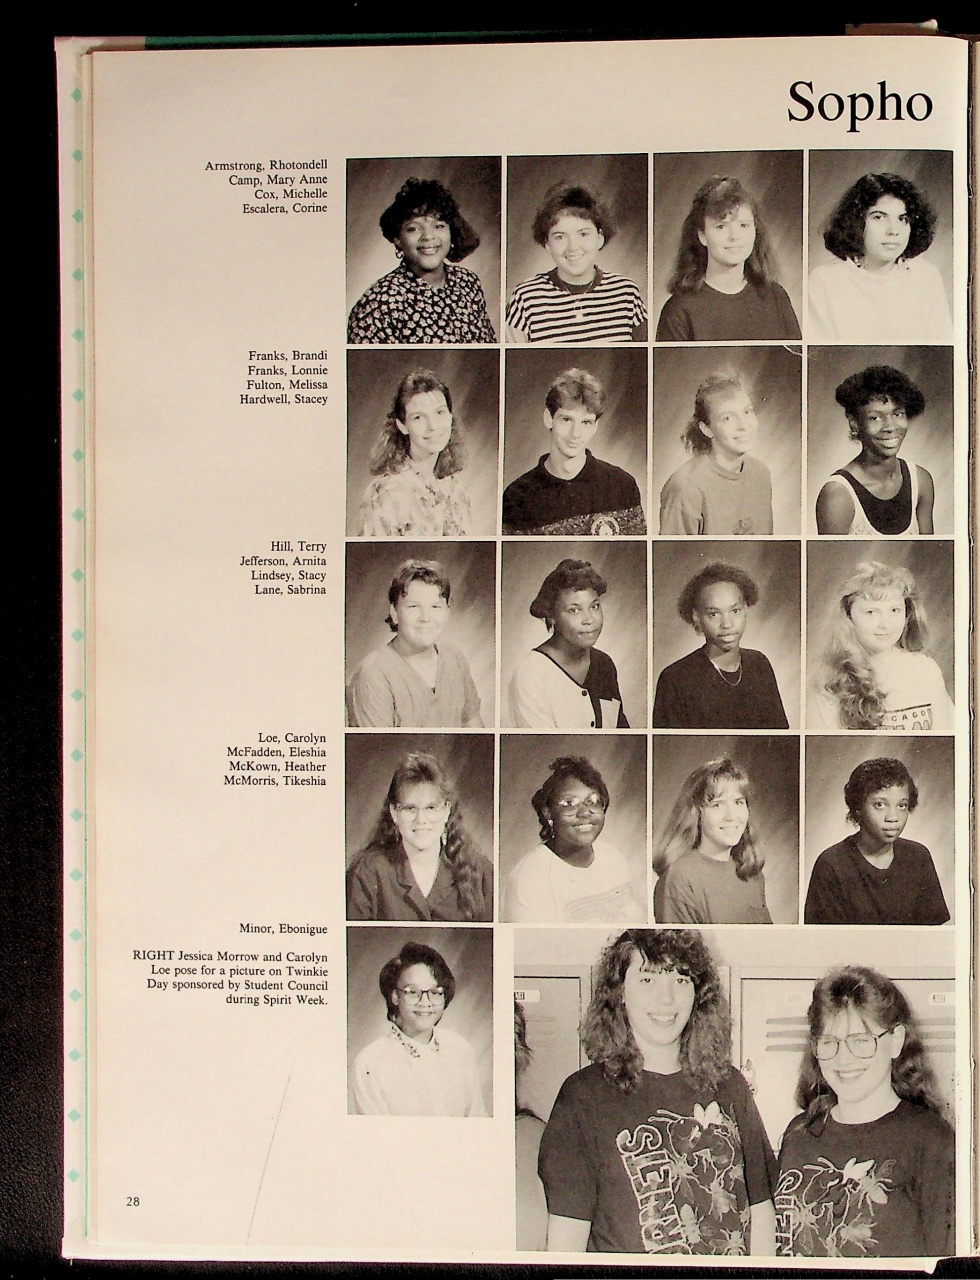 Sopho
Armstrong, Rhotondell
Camp, Mary Anne
Cox, Michelle
Escalera, Corine
Franks, Brandi
Franks, Lonnie
Fulton, Melissa
Hardwell, Stacey
Hill, Terry
Jefferson, Arnita
Lindsey, Stacy
Lane, Sabrina
CHICAGO
Loe, Carolyn
McFadden, Eleshia
McKown, Heather
McMorris, Tikeshia
Minor, Ebonigue
RIGHT Jessica Morrow and Carolyn
Loe pose for a picture on Twinkie
Day sponsored by Student Council
during Spirit Week.
28